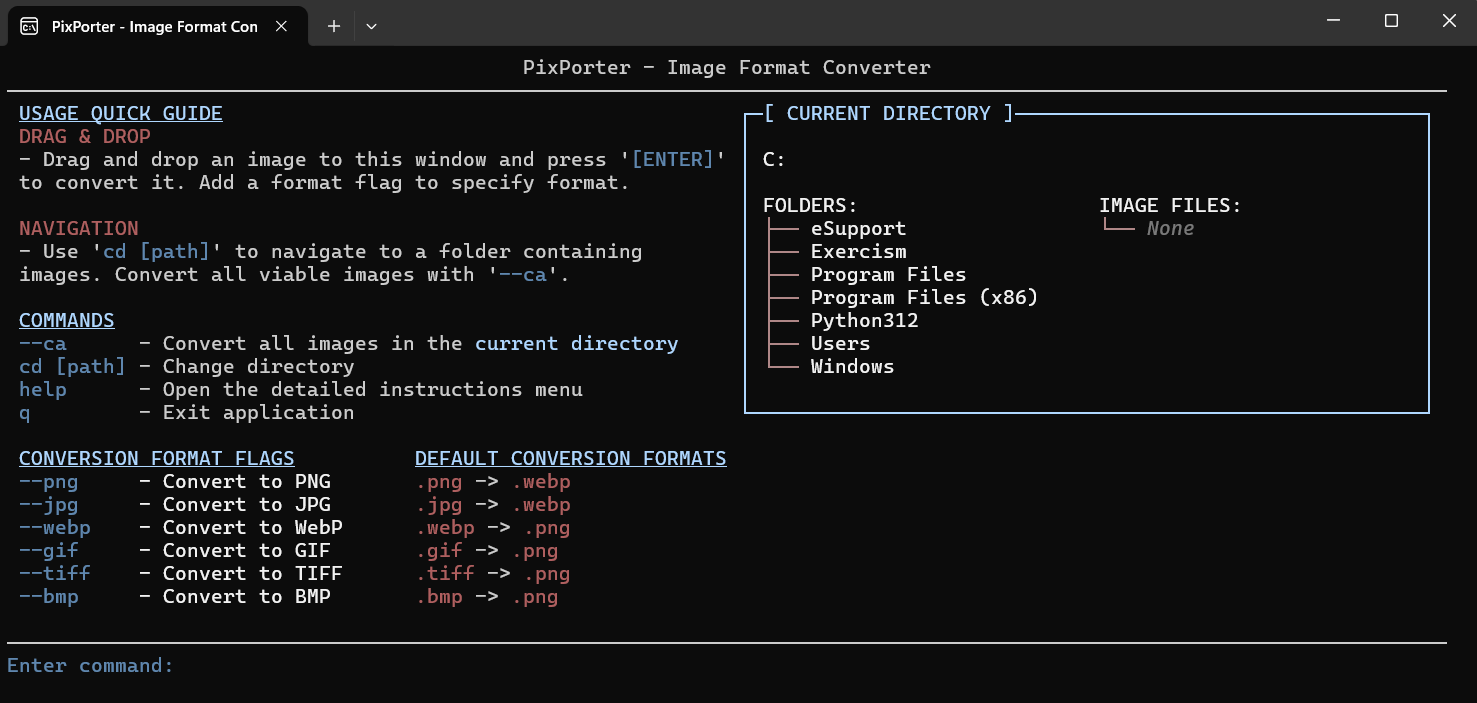 PixPorter - Image Format Con
PixPorter - Image Format Converter
USAGE QUICK GUIDE
DRAG & DROP
- Drag and drop an image to this window and press '[ENTER]'
to convert it. Add a format flag to specify format.
NAVIGATION
- Use 'cd [path]' to navigate to a folder containing
images. Convert all viable images with '--ca'.
COMMANDS
--ca - Convert all images in the current directory
cd [path] - Change directory
help - Open the detailed instructions menu
q - Exit application
CONVERSION FORMAT FLAGS
--png - Convert to PNG
--jpg - Convert to JPG
--webp - Convert to WebP
--gif - Convert to GIF
--tiff - Convert to TIFF
--bmp - Convert to BMP
DEFAULT CONVERSION FORMATS
.png -> .webp
.jpg -> .webp
.webp -> .png
.gif -> .png
.tiff -> .png
.bmp -> .png
[ CURRENT DIRECTORY ]
C:
FOLDERS:
eSupport
Exercism
Program Files
Program Files (x86)
Python312
Users
Windows
IMAGE FILES:
None
Enter command: